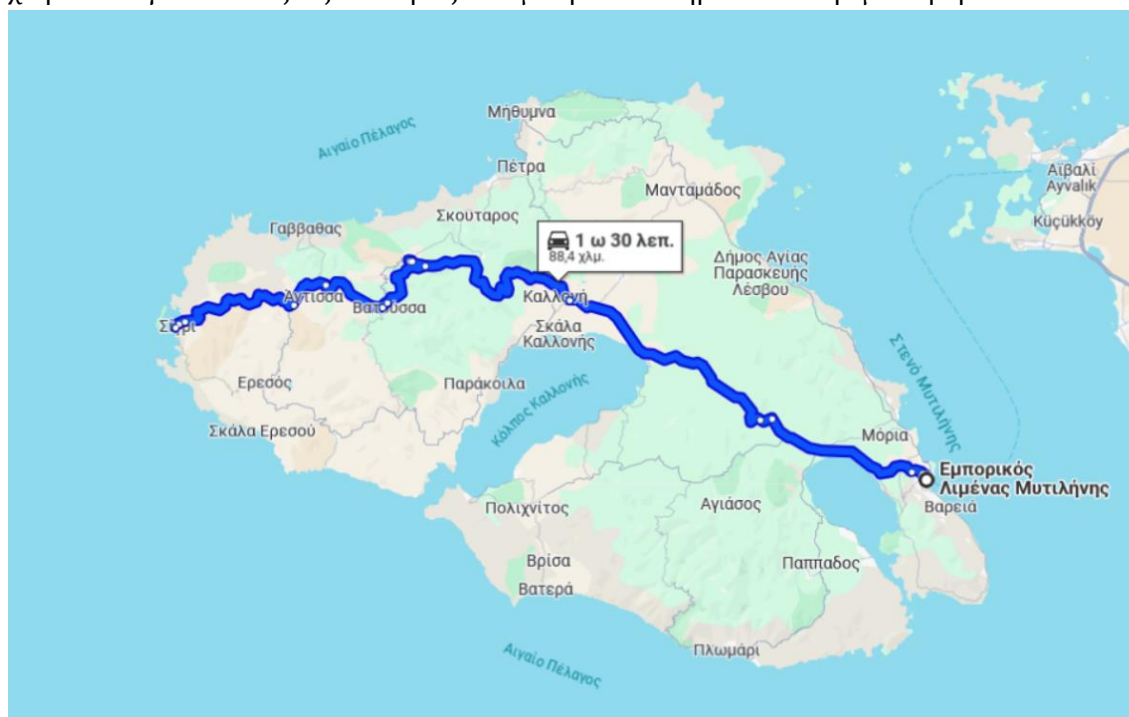 Μήθυμνα
Αιγαίο Πέλαγος
Πέτρα
Αϊβαλί
Ayvalık
Μανταμάδος
Küçükköy
Σκουταρος
Γαββαθας
1 ω 30 λεπ.
88,4 χλμ.
Δήμος Αγίας
Παρασκευής
Λέσβου
Άντισσα
Βατούσσα
Καλλονή
Σίγρι
Σκάλα
Καλλονής
Ερεσός
Παράκοιλα
Κόλπος Καλλονής
Στενό Μυτιλήνης
Σκάλα Ερεσού
Μόρια
Εμπορικός
Λιμένας Μυτιλήνης
Βαρειά
Πολιχνίτος
Αγιάσος
Βρίσα
Παππαδος
Βατερά
Πλωμάρι
Αιγαίο Πέλαγος